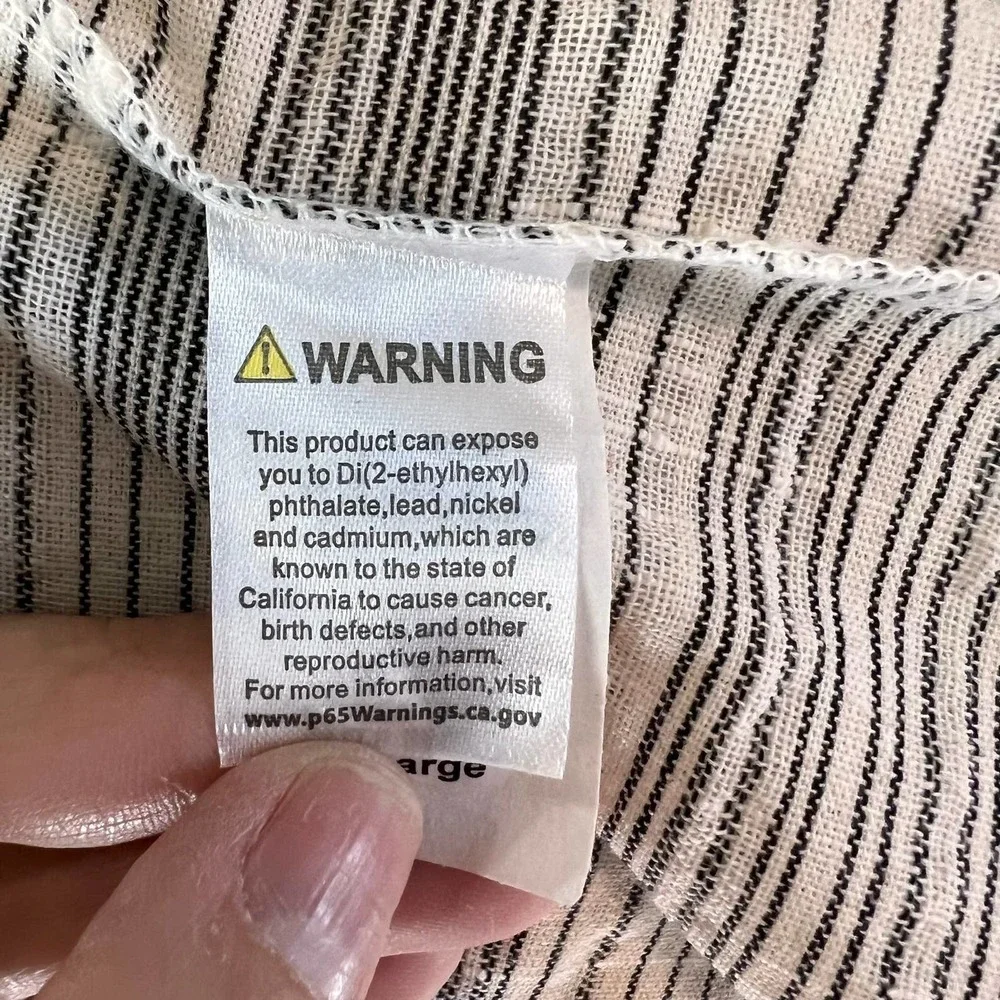 WARNING
This product can expose
you to Di(2-ethylhexyl)
phthalate,lead,nickel
and cadmium,which are
known to the state of
California to cause cancer,
birth defects,and other
reproductive harm.
For more information,visit
www.p65Warnings.ca.gov
arge